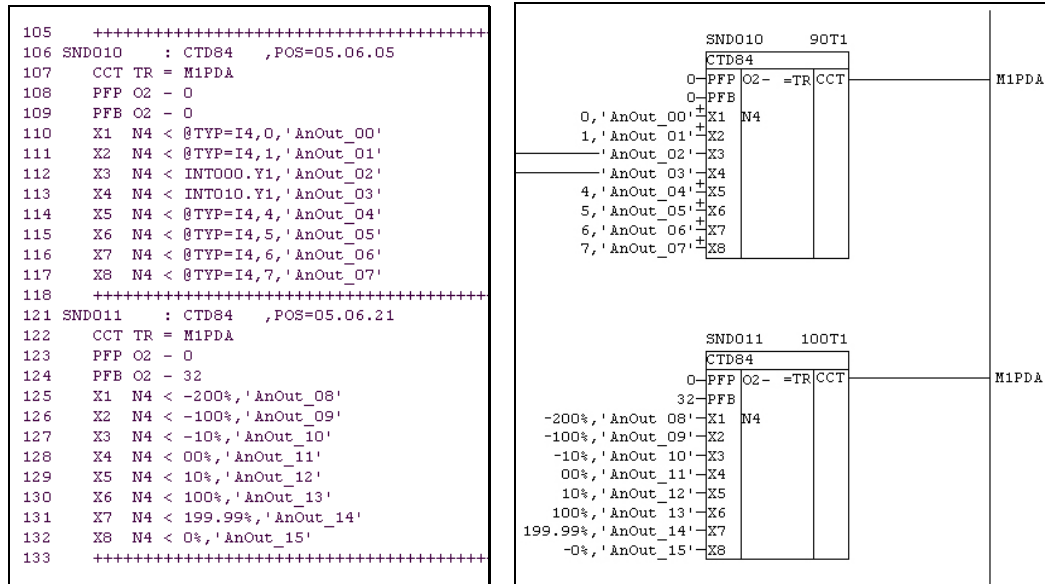 105 ++++++++++++++++++++++++++++++++++++++++
106 SND010 : CTD84 ,POS=05.06.05
107 CCT TR = M1PDA
108 PFP O2 - 0
109 PFB O2 - 0
110 X1 N4 < @TYP=I4,0,'AnOut_00'
111 X2 N4 < @TYP=I4,1,'AnOut_01'
112 X3 N4 < INT000.Y1,'AnOut_02'
113 X4 N4 < INT010.Y1,'AnOut_03'
114 X5 N4 < @TYP=I4,4,'AnOut_04'
115 X6 N4 < @TYP=I4,5,'AnOut_05'
116 X7 N4 < @TYP=I4,6,'AnOut_06'
117 X8 N4 < @TYP=I4,7,'AnOut_07'
118 ++++++++++++++++++++++++++++++++++++++++
121 SND011 : CTD84 ,POS=05.06.21
122 CCT TR = M1PDA
123 PFP O2 - 0
124 PFB O2 - 32
125 X1 N4 < -200%,'AnOut_08'
126 X2 N4 < -100%,'AnOut_09'
127 X3 N4 < -10%,'AnOut_10'
128 X4 N4 < 00%,'AnOut_11'
129 X5 N4 < 10%,'AnOut_12'
130 X6 N4 < 100%,'AnOut_13'
131 X7 N4 < 199.99%,'AnOut_14'
132 X8 N4 < 0%,'AnOut_15'
133 ++++++++++++++++++++++++++++++++++++++++
SND010 90T1
CTD84
0 PFP O2- =TR CCT M1PDA
0 PFB
0,'AnOut_00' + X1 N4
1,'AnOut_01' + X2
'AnOut_02' X3
'AnOut_03' X4
4,'AnOut_04' + X5
5,'AnOut_05' + X6
6,'AnOut_06' + X7
7,'AnOut_07' + X8
SND011 100T1
CTD84
0 PFP O2- =TR CCT M1PDA
32 PFB
-200%,'AnOut_08' X1 N4
-100%,'AnOut_09' X2
-10%,'AnOut_10' X3
00%,'AnOut_11' X4
10%,'AnOut_12' X5
100%,'AnOut_13' X6
199.99%,'AnOut_14' X7
-0%,'AnOut_15' X8